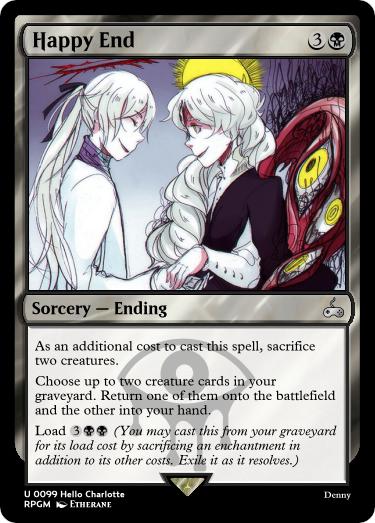 Happy End 3
Sorcery — Ending
As an additional cost to cast this spell, sacrifice
two creatures.
Choose up to two creature cards in your
graveyard. Return one of them onto the battlefield
and the other into your hand.
Load 3 (You may cast this from your graveyard
for its load cost by sacrificing an enchantment in
addition to its other costs. Exile it as it resolves.)
U 0099 Hello Charlotte
RPGM Etherane
Denny